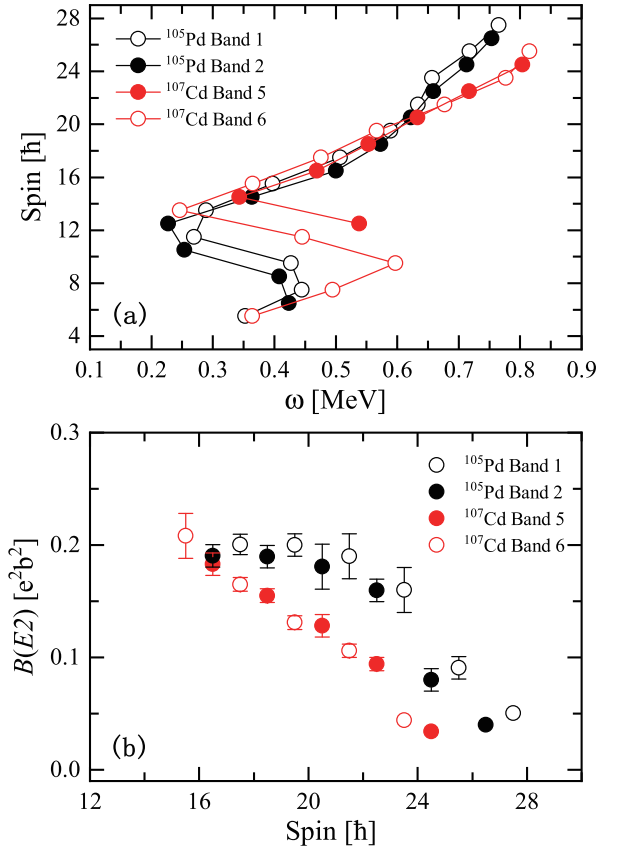 28
24
20
16
12
8
4
Spin [ħ]
¹⁰⁵Pd Band 1
¹⁰⁵Pd Band 2
¹⁰⁷Cd Band 5
¹⁰⁷Cd Band 6
(a)
0.1 0.2 0.3 0.4 0.5 0.6 0.7 0.8 0.9
ω [MeV]
0.3
0.2
0.1
0.0
B(E2) [e²b²]
¹⁰⁵Pd Band 1
¹⁰⁵Pd Band 2
¹⁰⁷Cd Band 5
¹⁰⁷Cd Band 6
(b)
12 16 20 24 28
Spin [ħ]